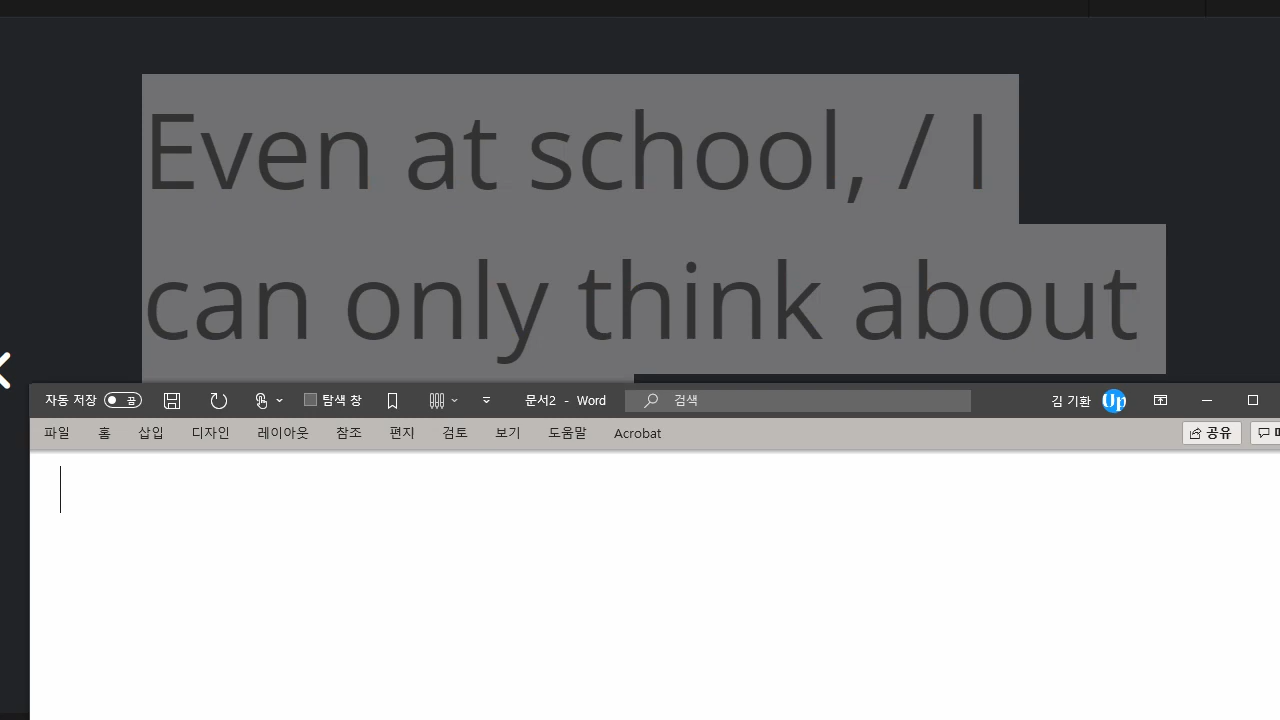 Even at school, / I
can only think about
자동 저장 끔 탐색 창 문서2 - Word 검색 김 기환 Up
파일 홈 삽입 디자인 레이아웃 참조 편지 검토 보기 도움말 Acrobat 공유